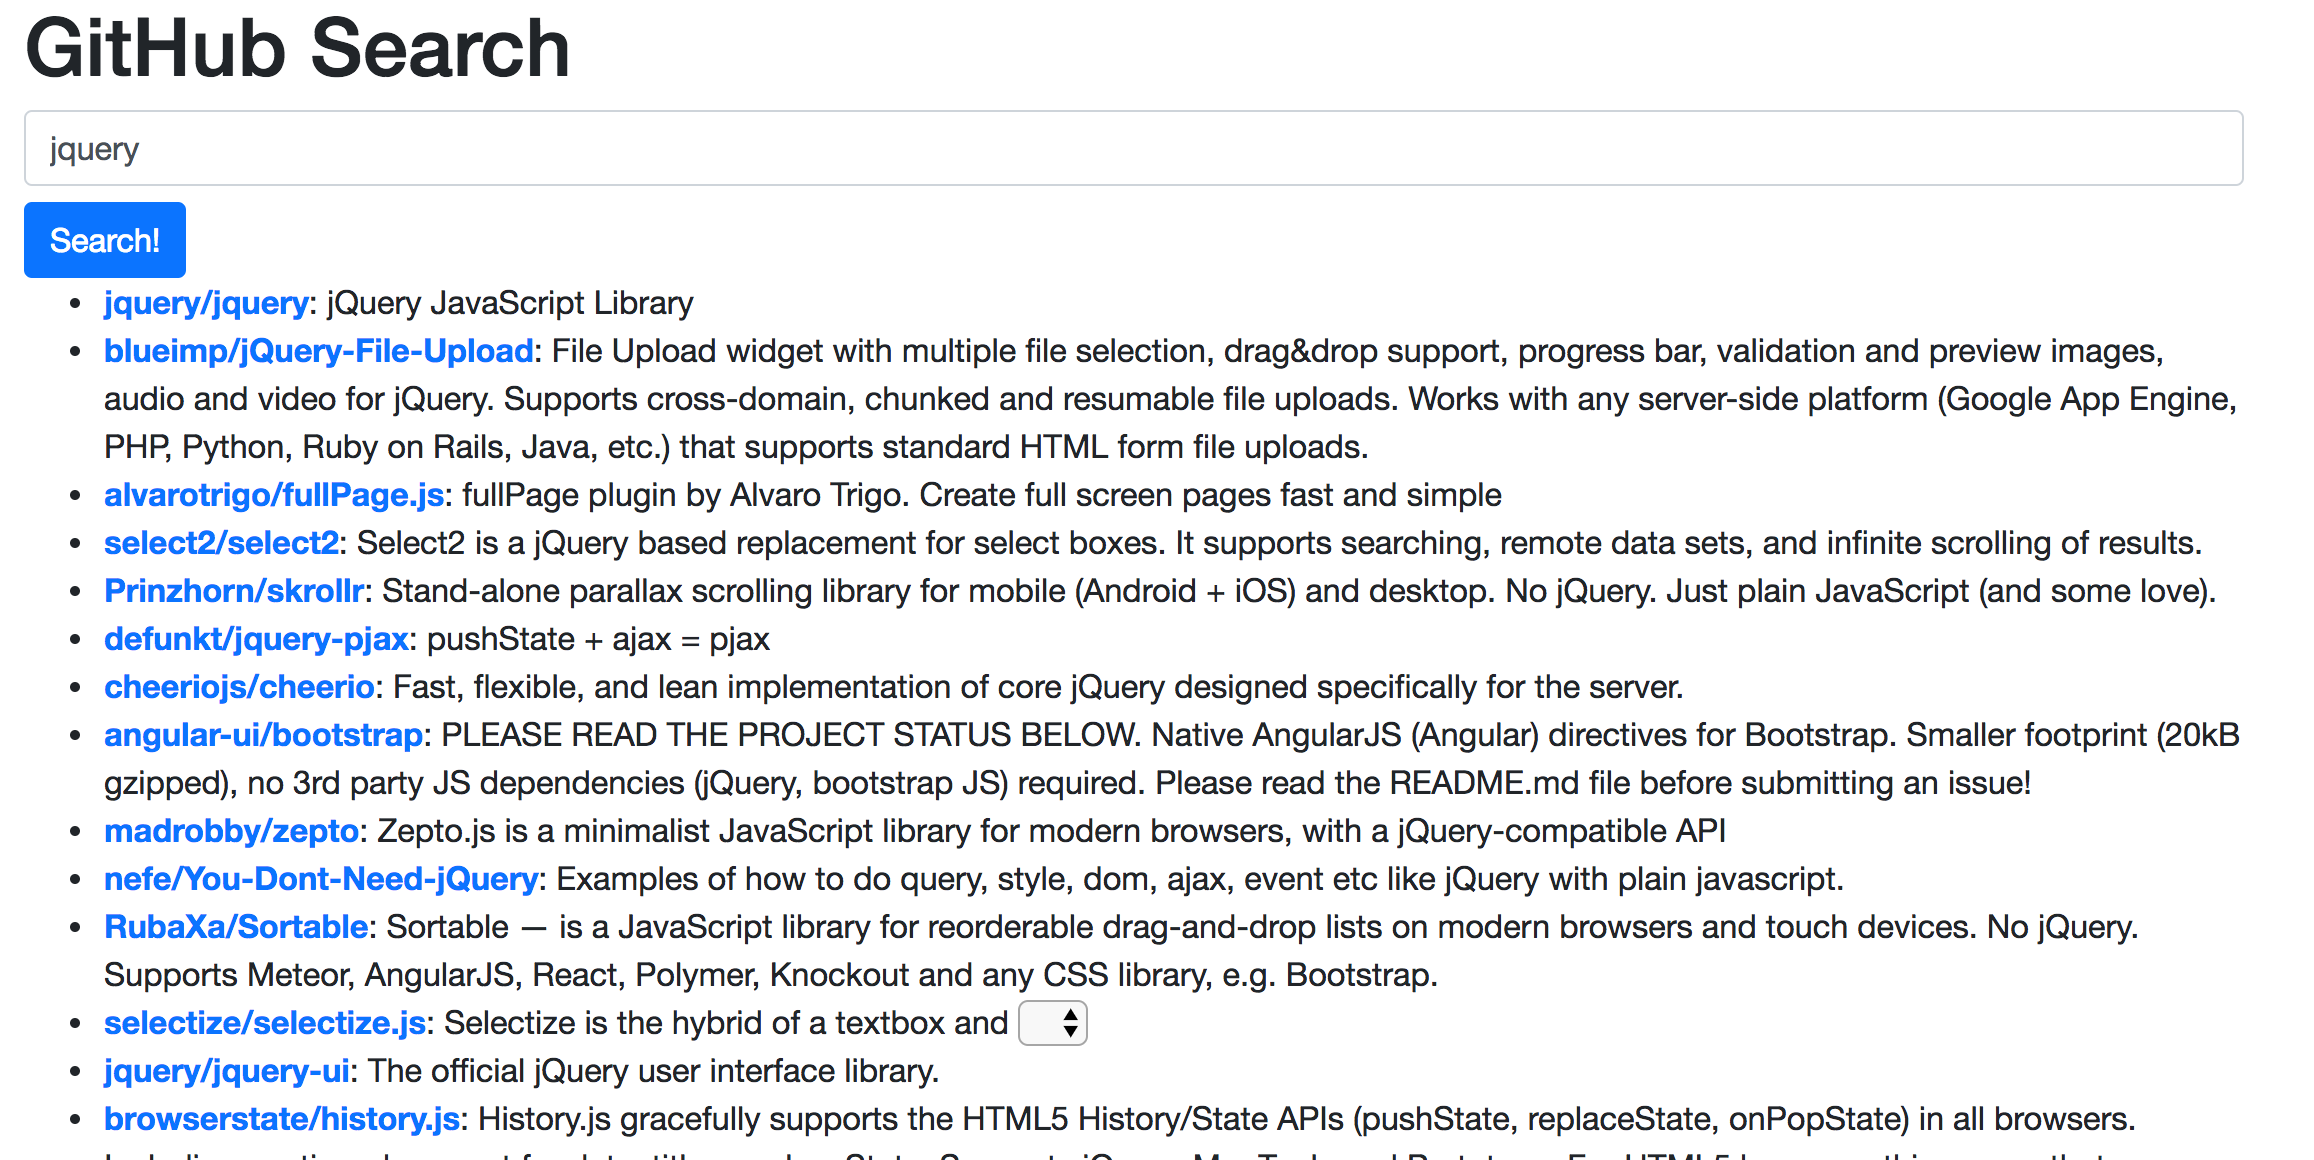 GitHub Search
jquery
Search!
jquery/jquery: jQuery JavaScript Library
blueimp/jQuery-File-Upload: File Upload widget with multiple file selection, drag&drop support, progress bar, validation and preview images,
audio and video for jQuery. Supports cross-domain, chunked and resumable file uploads. Works with any server-side platform (Google App Engine,
PHP, Python, Ruby on Rails, Java, etc.) that supports standard HTML form file uploads.
alvarotrigo/fullPage.js: fullPage plugin by Alvaro Trigo. Create full screen pages fast and simple
select2/select2: Select2 is a jQuery based replacement for select boxes. It supports searching, remote data sets, and infinite scrolling of results.
Prinzhorn/skrollr: Stand-alone parallax scrolling library for mobile (Android + iOS) and desktop. No jQuery. Just plain JavaScript (and some love).
defunkt/jquery-pjax: pushState + ajax = pjax
cheeriojs/cheerio: Fast, flexible, and lean implementation of core jQuery designed specifically for the server.
angular-ui/bootstrap: PLEASE READ THE PROJECT STATUS BELOW. Native AngularJS (Angular) directives for Bootstrap. Smaller footprint (20kB
gzipped), no 3rd party JS dependencies (jQuery, bootstrap JS) required. Please read the README.md file before submitting an issue!
madrobby/zepto: Zepto.js is a minimalist JavaScript library for modern browsers, with a jQuery-compatible API
nefe/You-Dont-Need-jQuery: Examples of how to do query, style, dom, ajax, event etc like jQuery with plain javascript.
RubaXa/Sortable: Sortable — is a JavaScript library for reorderable drag-and-drop lists on modern browsers and touch devices. No jQuery.
Supports Meteor, AngularJS, React, Polymer, Knockout and any CSS library, e.g. Bootstrap.
selectize/selectize.js: Selectize is the hybrid of a textbox and
jquery/jquery-ui: The official jQuery user interface library.
browserstate/history.js: History.js gracefully supports the HTML5 History/State APIs (pushState, replaceState, onPopState) in all browsers.